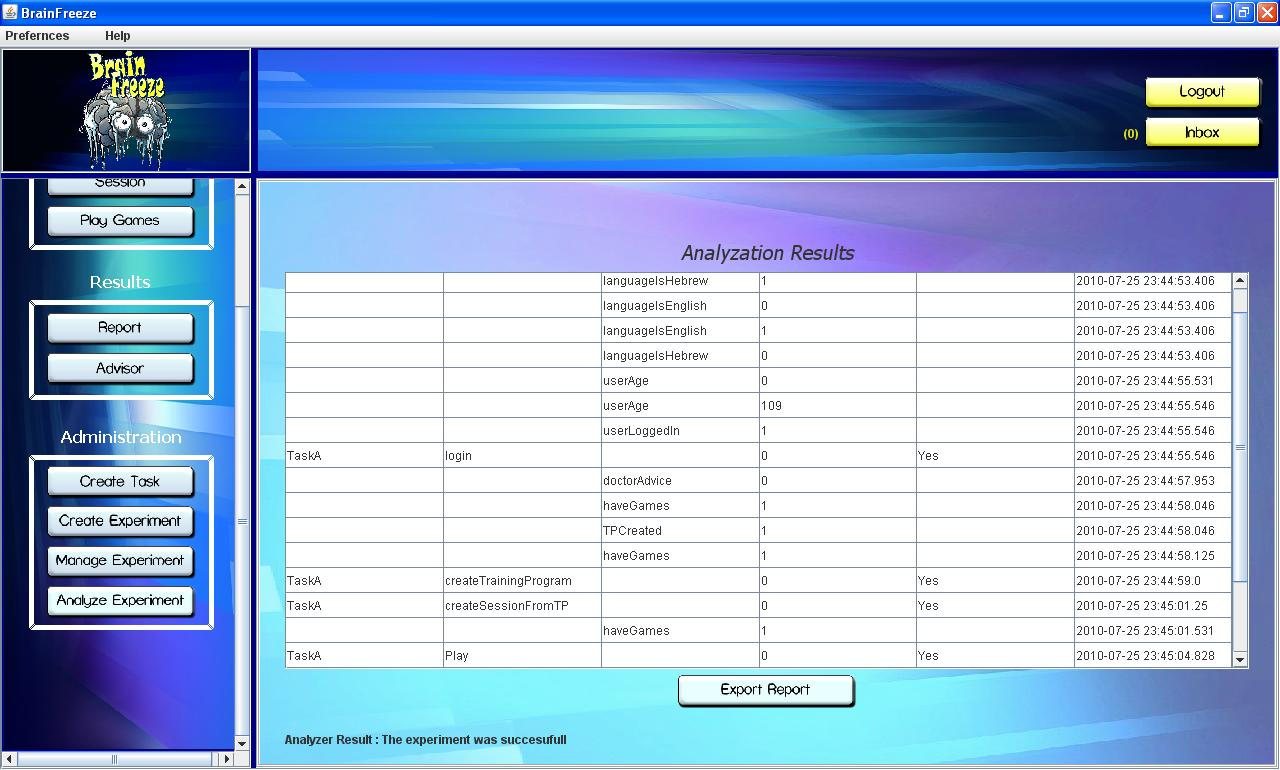 BrainFreeze
Prefernces Help
Brain
Freeze
Logout
(0) Inbox
Session
Play Games
Results
Report
Advisor
Administration
Create Task
Create Experiment
Manage Experiment
Analyze Experiment
Analyzation Results
languageIsHebrew 1 2010-07-25 23:44:53.406
languageIsEnglish 0 2010-07-25 23:44:53.406
languageIsEnglish 1 2010-07-25 23:44:53.406
languageIsHebrew 0 2010-07-25 23:44:53.406
userAge 0 2010-07-25 23:44:55.531
userAge 109 2010-07-25 23:44:55.546
userLoggedIn 1 2010-07-25 23:44:55.546
TaskA login 0 Yes 2010-07-25 23:44:55.546
doctorAdvice 0 2010-07-25 23:44:57.953
haveGames 1 2010-07-25 23:44:58.046
TPCreated 1 2010-07-25 23:44:58.046
haveGames 1 2010-07-25 23:44:58.125
TaskA createTrainingProgram 0 Yes 2010-07-25 23:44:59.0
TaskA createSessionFromTP 0 Yes 2010-07-25 23:45:01.25
haveGames 1 2010-07-25 23:45:01.531
TaskA Play 0 Yes 2010-07-25 23:45:04.828
Export Report
Analyzer Result : The experiment was succesufull